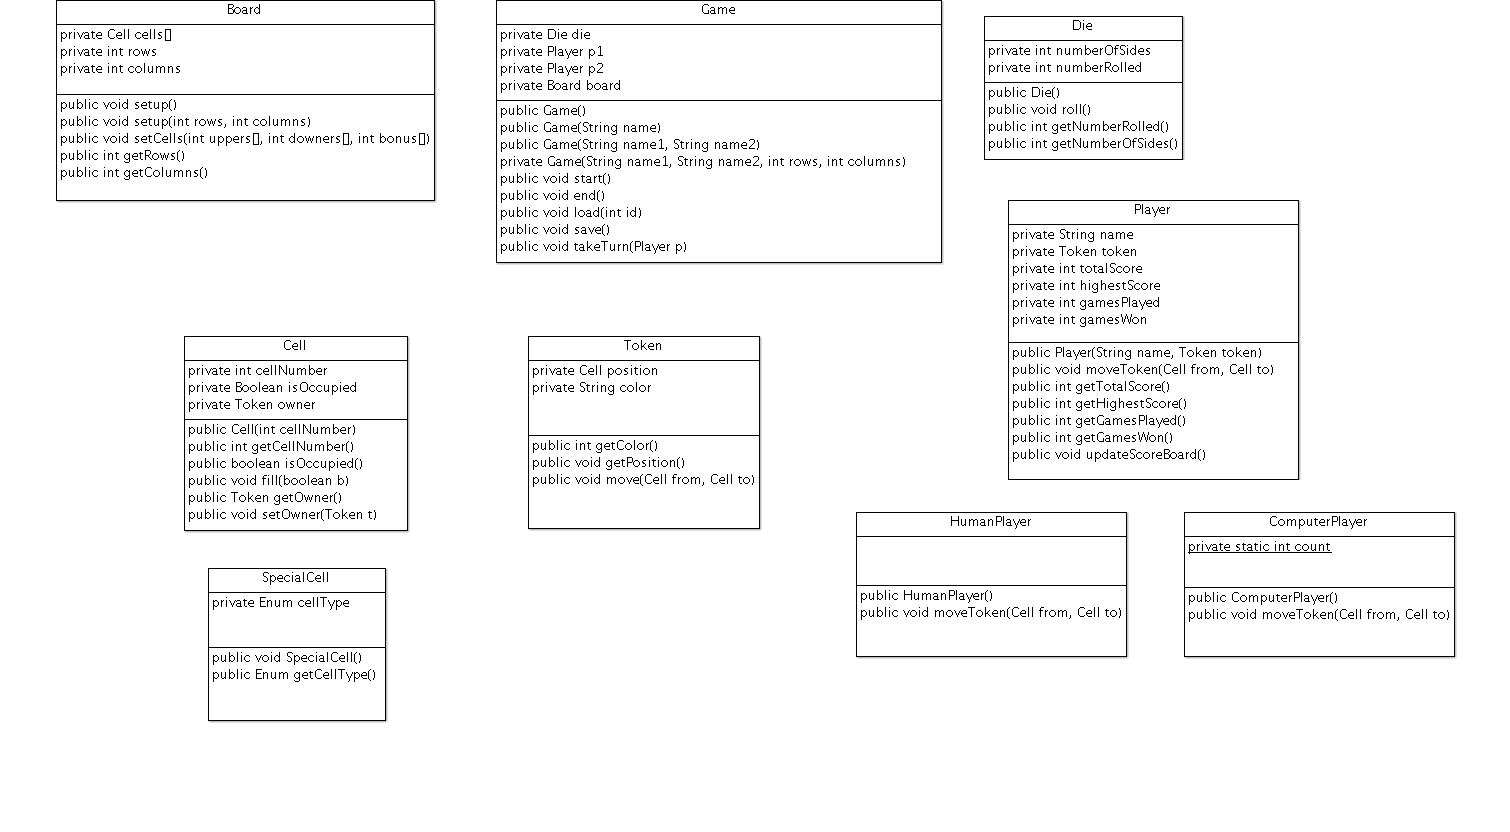 Board
private Cell cells[]
private int rows
private int columns
public void setup()
public void setup(int rows, int columns)
public void setCells(int uppers[], int downers[], int bonus[])
public int getRows()
public int getColumns()
Game
private Die die
private Player p1
private Player p2
private Board board
public Game()
public Game(String name)
public Game(String name1, String name2)
private Game(String name1, String name2, int rows, int columns)
public void start()
public void end()
public void load(int id)
public void save()
public void takeTurn(Player p)
Die
private int numberOfSides
private int numberRolled
public Die()
public void roll()
public int getNumberRolled()
public int getNumberOfSides()
Player
private String name
private Token token
private int totalScore
private int highestScore
private int gamesPlayed
private int gamesWon
public Player(String name, Token token)
public void moveToken(Cell from, Cell to)
public int getTotalScore()
public int getHighestScore()
public int getGamesPlayed()
public int getGamesWon()
public void updateScoreBoard()
Cell
private int cellNumber
private Boolean isOccupied
private Token owner
public Cell(int cellNumber)
public int getCellNumber()
public boolean isOccupied()
public void fill(boolean b)
public Token getOwner()
public void setOwner(Token t)
Token
private Cell position
private String color
public int getColor()
public void getPosition()
public void move(Cell from, Cell to)
HumanPlayer
public HumanPlayer()
public void moveToken(Cell from, Cell to)
ComputerPlayer
private static int count
public ComputerPlayer()
public void moveToken(Cell from, Cell to)
SpecialCell
private Enum cellType
public void SpecialCell()
public Enum getCellType()